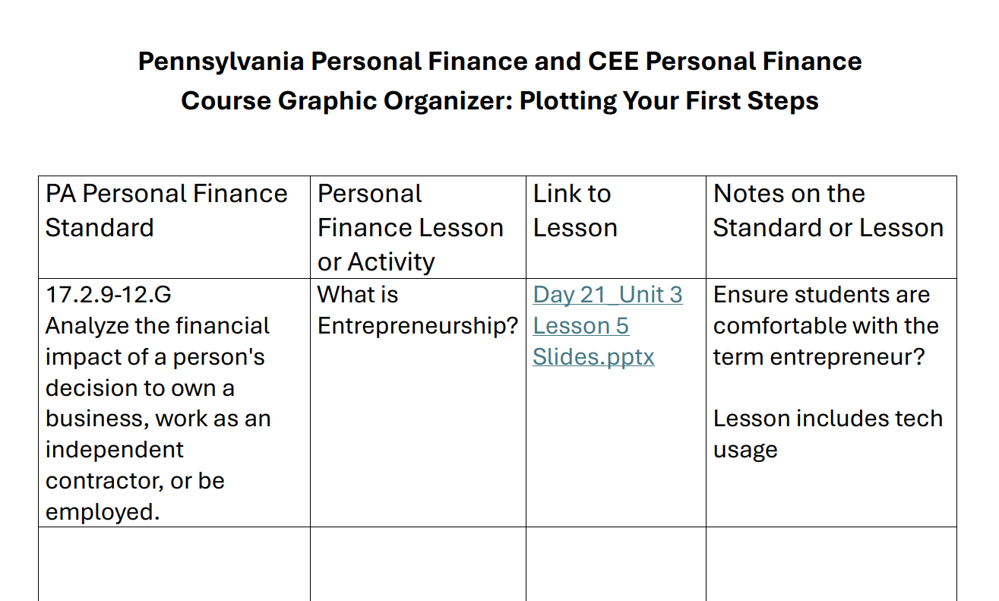 Pennsylvania Personal Finance and CEE Personal Finance
Course Graphic Organizer: Plotting Your First Steps
PA Personal Finance
Standard
Personal
Finance Lesson
or Activity
Link to
Lesson
Notes on the
Standard or Lesson
17.2.9-12.G
Analyze the financial
impact of a person's
decision to own a
business, work as an
independent
contractor, or be
employed.
What is
Entrepreneurship?
Day 21_Unit 3
Lesson 5
Slides.pptx
Ensure students are
comfortable with the
term entrepreneur?
Lesson includes tech
usage